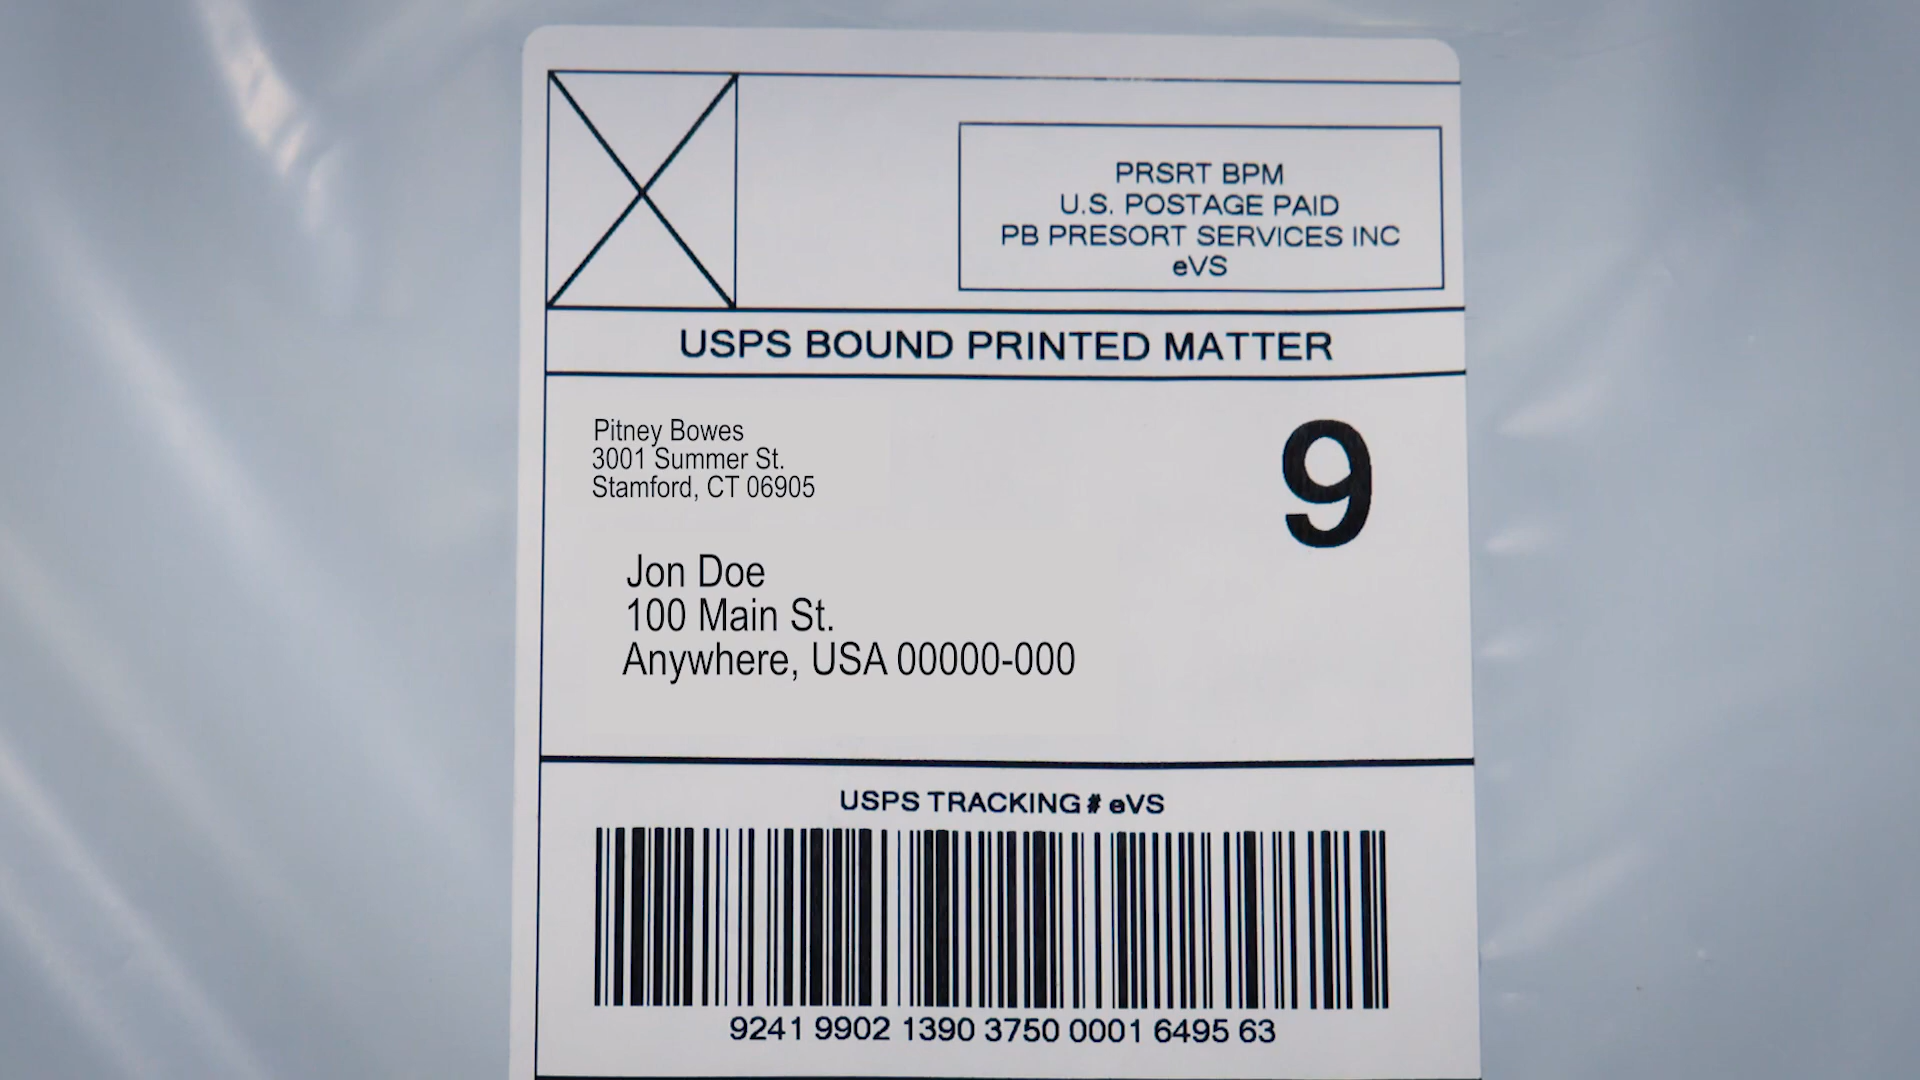 PRSRT BPM
U.S. POSTAGE PAID
PB PRESORT SERVICES INC
eVS
USPS BOUND PRINTED MATTER
Pitney Bowes
3001 Summer St.
Stamford, CT 06905
9
Jon Doe
100 Main St.
Anywhere, USA 00000-000
USPS TRACKING # eVS
9241 9902 1390 3750 0001 6495 63